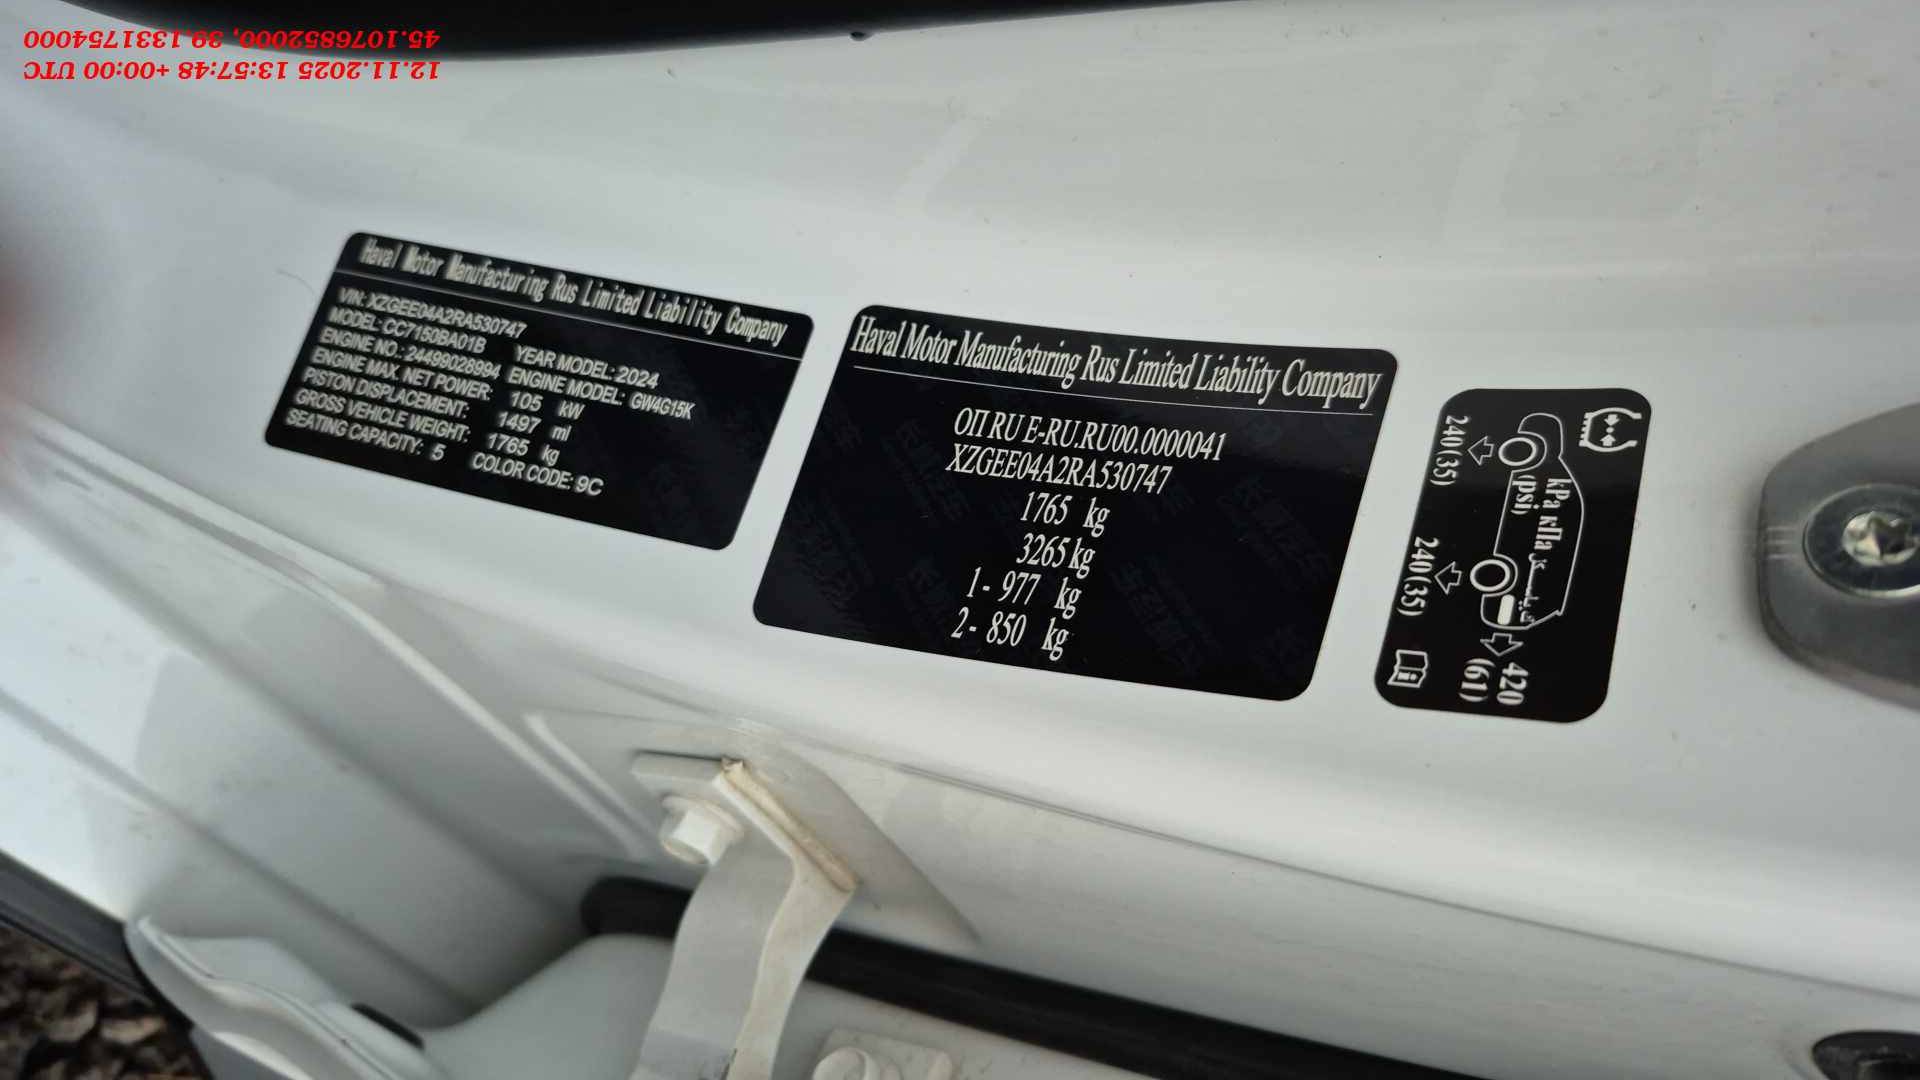 12.11.2025 13:57:48 +00:00 UTC
45.1076852000, 39.1331754000
Haval Motor Manufacturing Rus Limited Liability Company
VIN: XZGEE04A2RA530747
MODEL: CC7150BA01B YEAR MODEL: 2024
ENGINE NO.: 24499028994 ENGINE MODEL: GW4G15K
ENGINE MAX. NET POWER: 105 kW
PISTON DISPLACEMENT: 1497 ml
GROSS VEHICLE WEIGHT: 1765 kg
SEATING CAPACITY: 5 COLOR CODE: 9C
Haval Motor Manufacturing Rus Limited Liability Company
ОП RU E-RU.RU00.0000041
XZGEE04A2RA530747
1765 kg
3265 kg
1- 977 kg
2- 850 kg
kPa кПа
(psi)
240(35)
240(35)
420
(61)